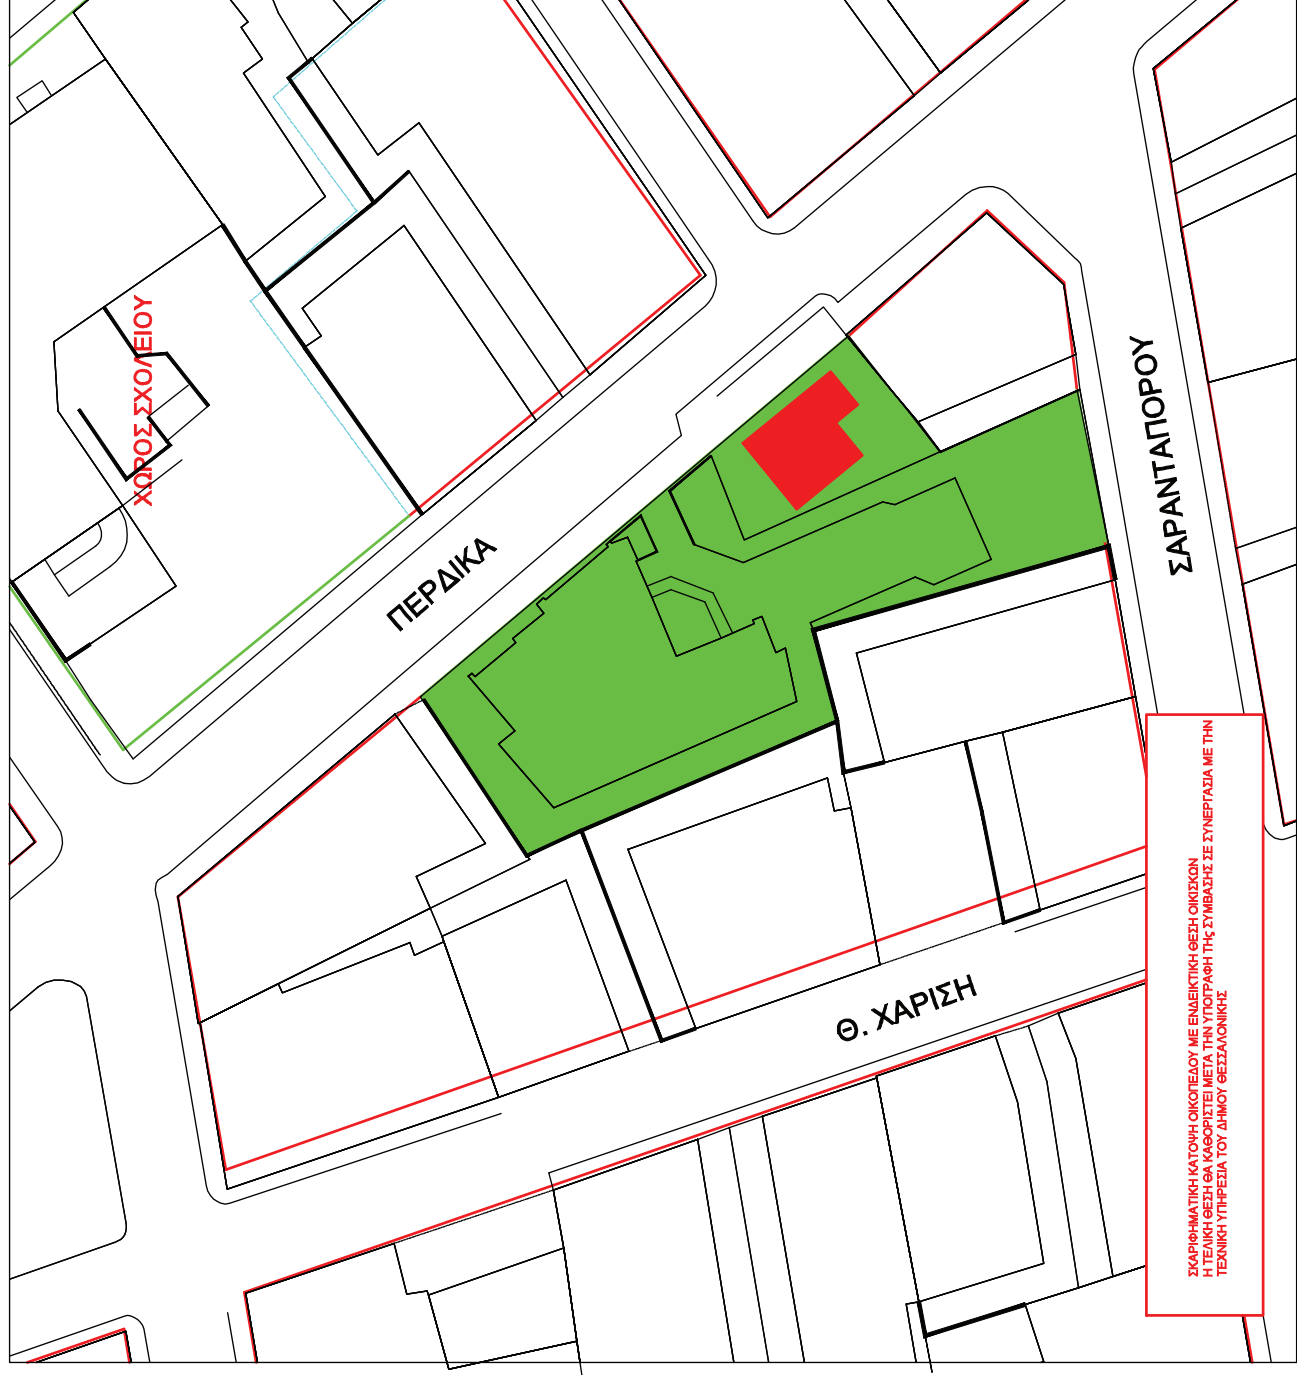 ΧΩΡΟΣ ΣΧΟΛΕΙΟΥ
ΠΕΡΔΙΚΑ
ΣΑΡΑΝΤΑΠΟΡΟΥ
Θ. ΧΑΡΙΣΗ
ΣΚΑΡΙΦΗΜΑΤΙΚΗ ΚΑΤΟΨΗ ΟΙΚΟΠΕΔΟΥ ΜΕ ΕΝΔΕΙΚΤΙΚΗ ΘΕΣΗ ΟΙΚΙΣΚΩΝ
Η ΤΕΛΙΚΗ ΘΕΣΗ ΘΑ ΚΑΘΟΡΙΣΤΕΙ ΜΕΤΑ ΤΗΝ ΥΠΟΓΡΑΦΗ ΤΗς ΣΥΜΒΑΣΗΣ ΣΕ ΣΥΝΕΡΓΑΣΙΑ ΜΕ ΤΗΝ
ΤΕΧΝΙΚΗ ΥΠΗΡΕΣΙΑ ΤΟΥ ΔΗΜΟΥ ΘΕΣΣΑΛΟΝΙΚΗΣ